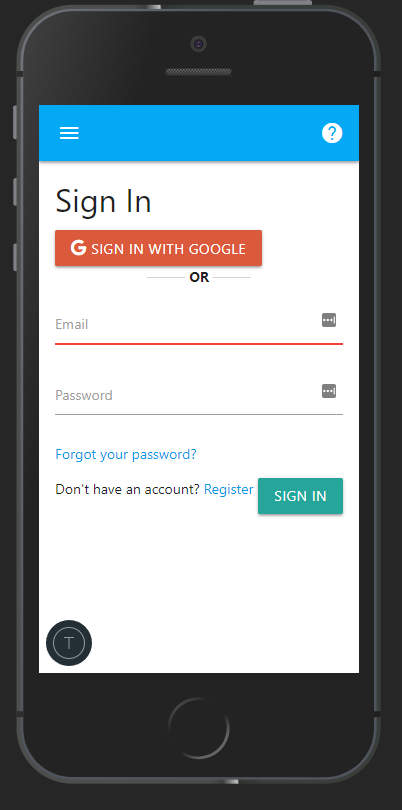 ?
Sign In
G SIGN IN WITH GOOGLE
OR
Email
Password
Forgot your password?
Don't have an account? Register
SIGN IN
T